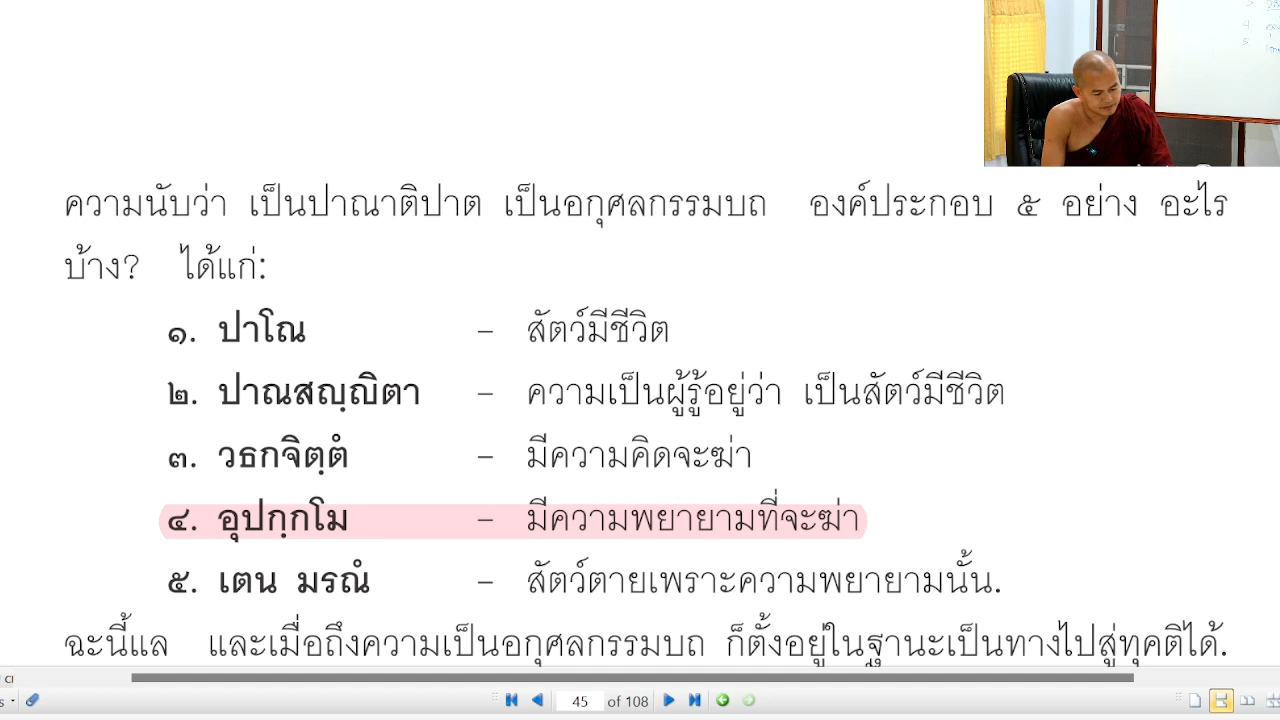 ความนับว่า เป็นปาณาติปาต เป็นอกุศลกรรมบถ องค์ประกอบ ๕ อย่าง อะไร
บ้าง? ได้แก่:
๑. ปาโณ – สัตว์มีชีวิต
๒. ปาณสญฺญิตา – ความเป็นผู้รู้อยู่ว่า เป็นสัตว์มีชีวิต
๓. วธกจิตฺตํ – มีความคิดจะฆ่า
๔. อุปกฺกโม – มีความพยายามที่จะฆ่า
๕. เตน มรณํ – สัตว์ตายเพราะความพยายามนั้น.
ฉะนี้แล และเมื่อถึงความเป็นอกุศลกรรมบถ ก็ตั้งอยู่ในฐานะเป็นทางไปสู่ทุคติได้.
45 of 108